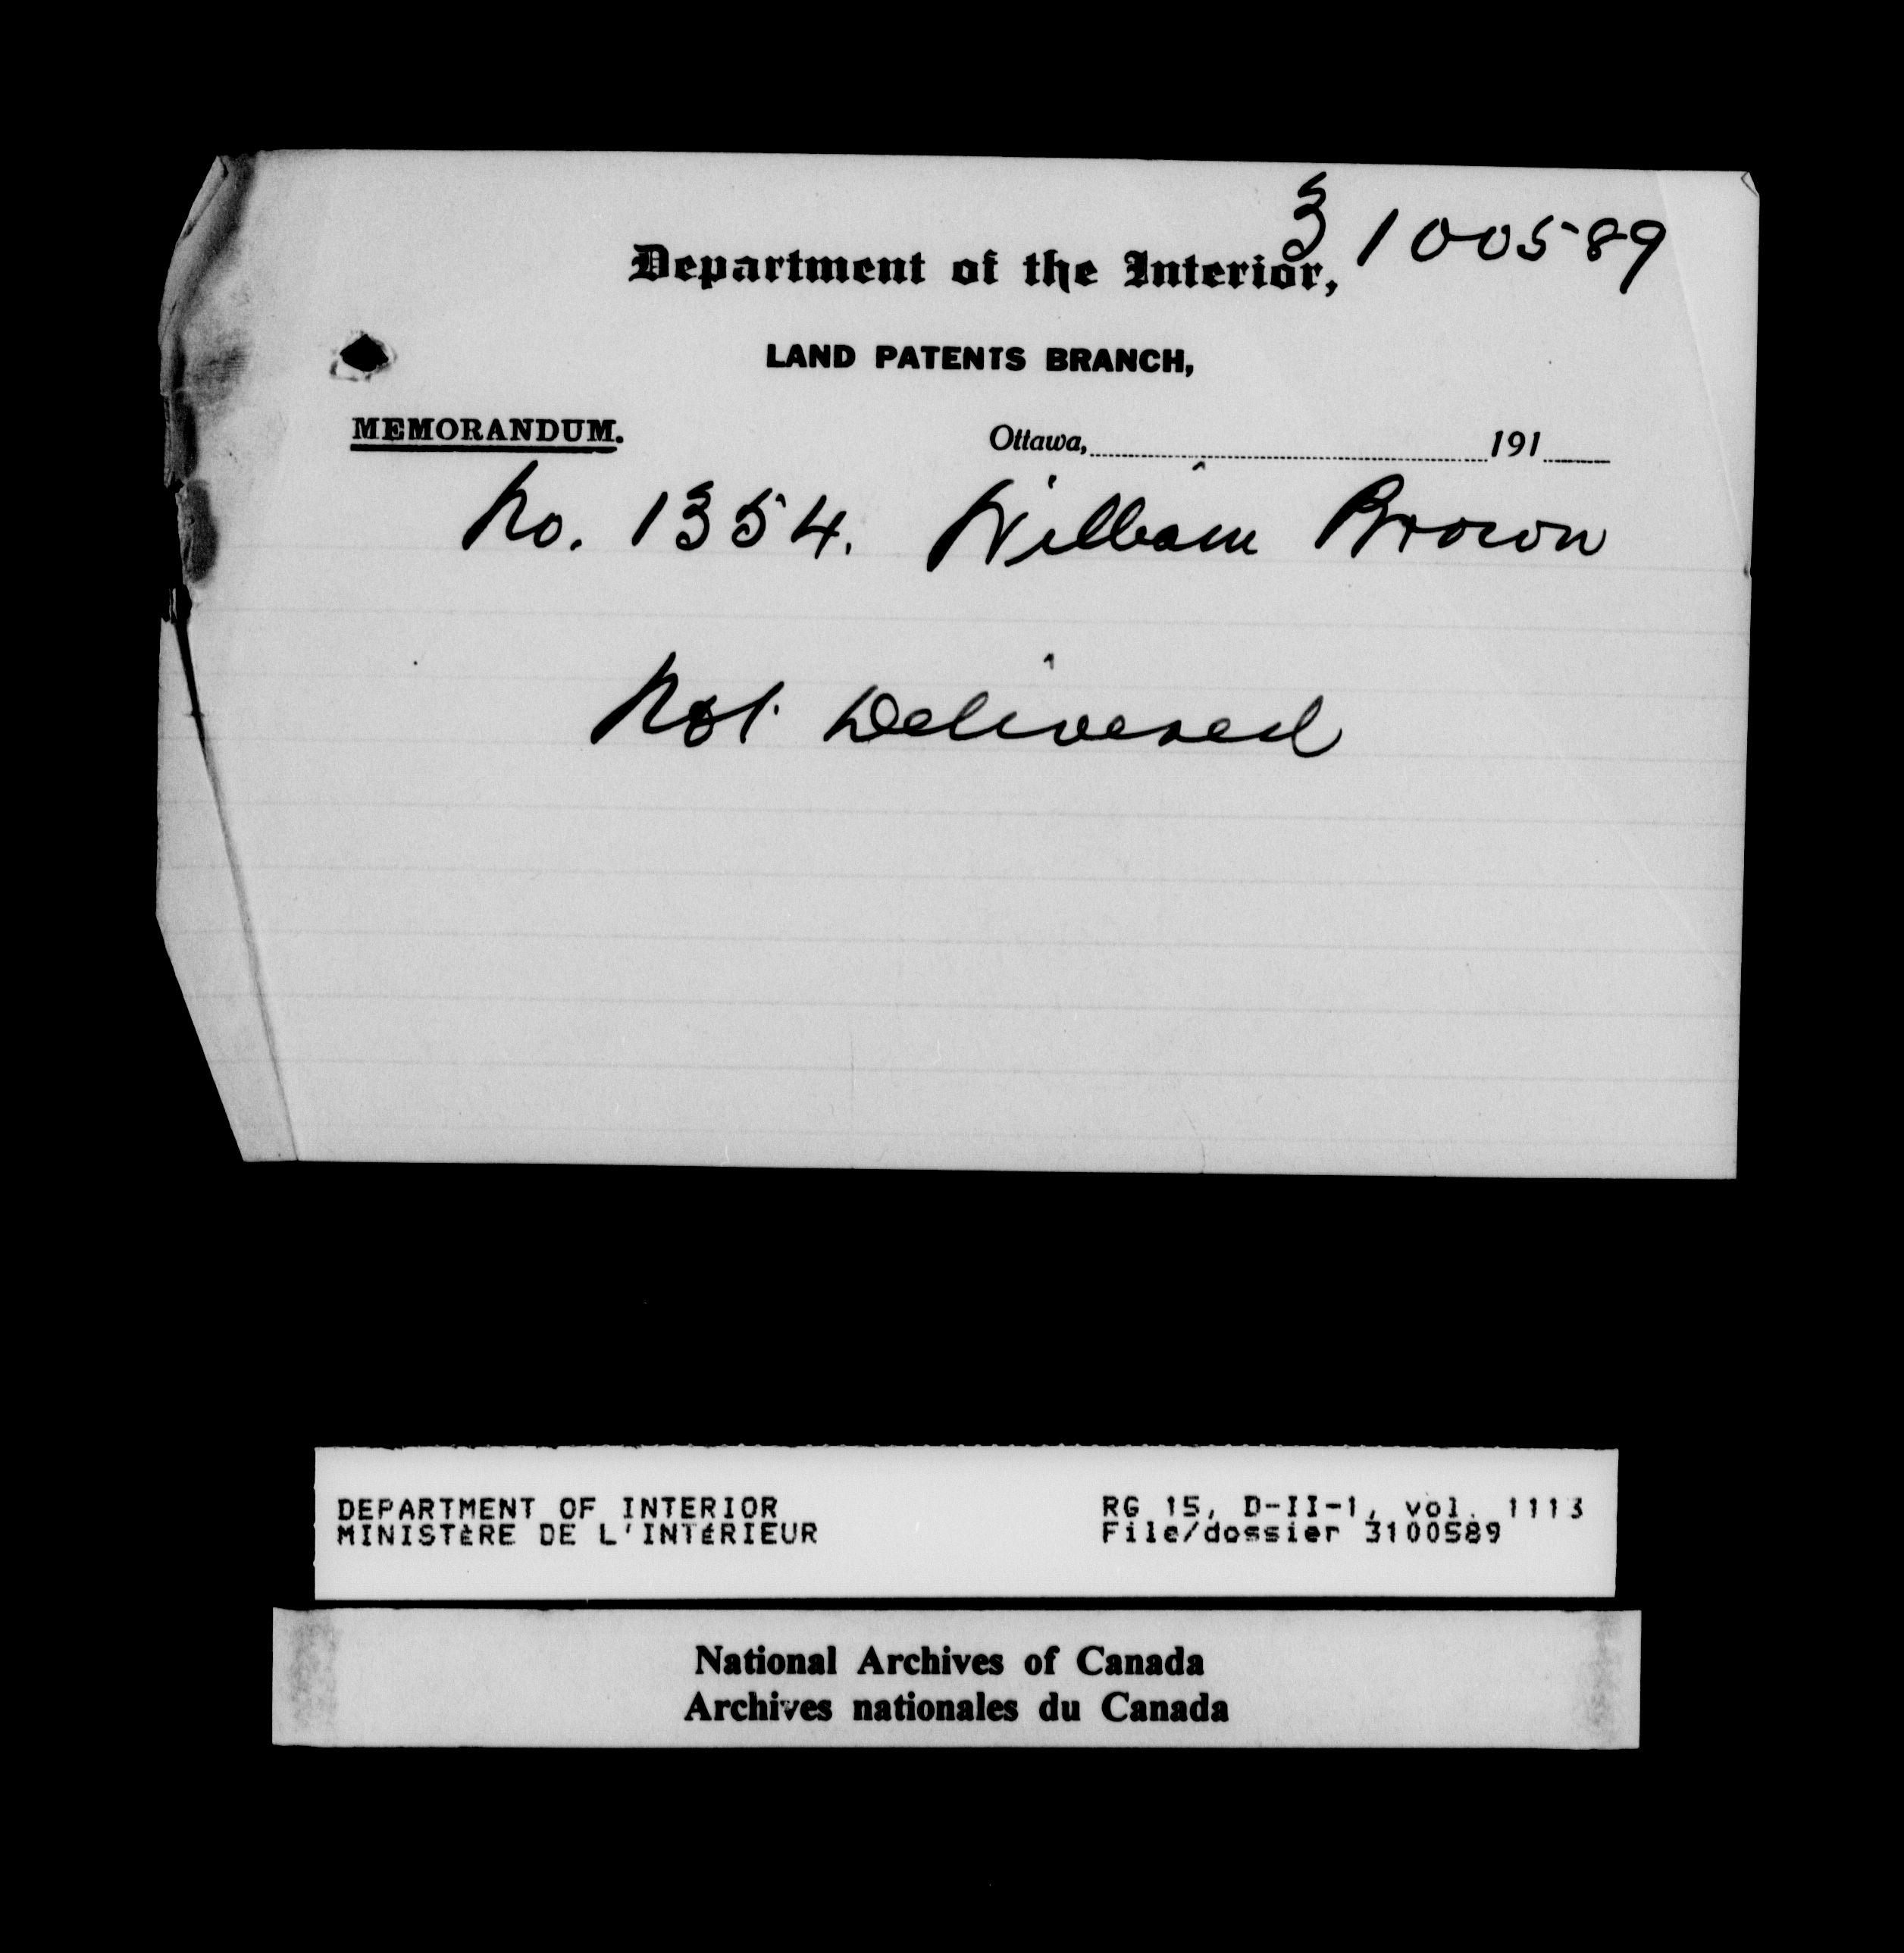 3100589
Department of the Interior,
LAND PATENTS BRANCH,
MEMORANDUM.
Ottawa, 191
No. 1354. William Brown
Not Delivered
DEPARTMENT OF INTERIOR RG 15, D-II-1, vol. 1113
MINISTÈRE DE L'INTÉRIEUR File/dossier 3100589
National Archives of Canada
Archives nationales du Canada